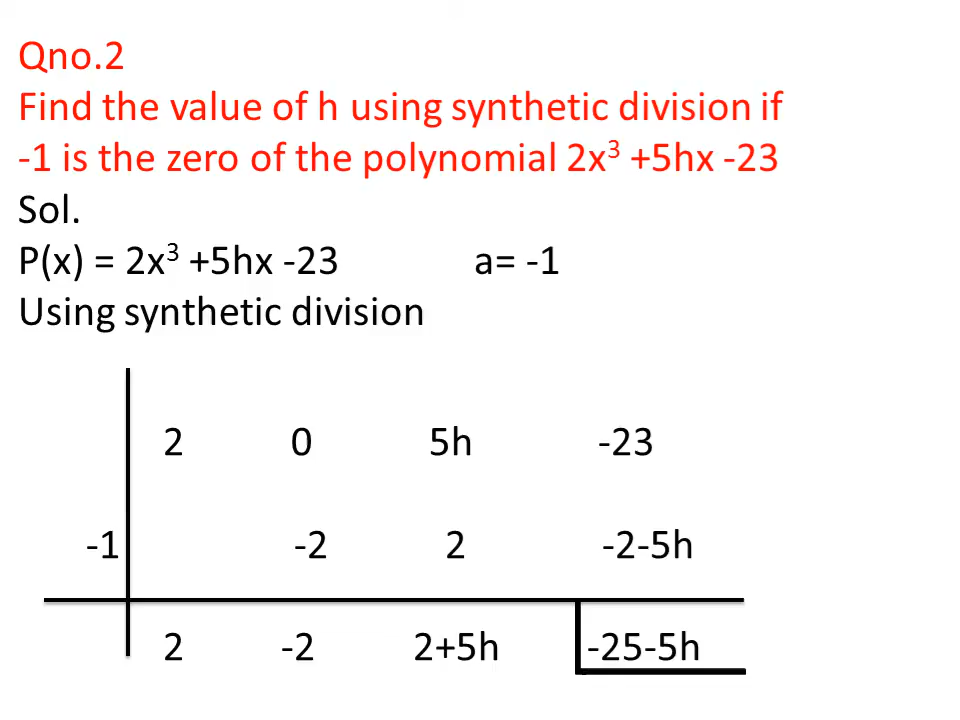 Qno.2
Find the value of h using synthetic division if
-1 is the zero of the polynomial 2x³ +5hx -23
Sol.
P(x) = 2x³ +5hx -23 a= -1
Using synthetic division
2 0 5h -23
-1 -2 2 -2-5h
2 -2 2+5h -25-5h